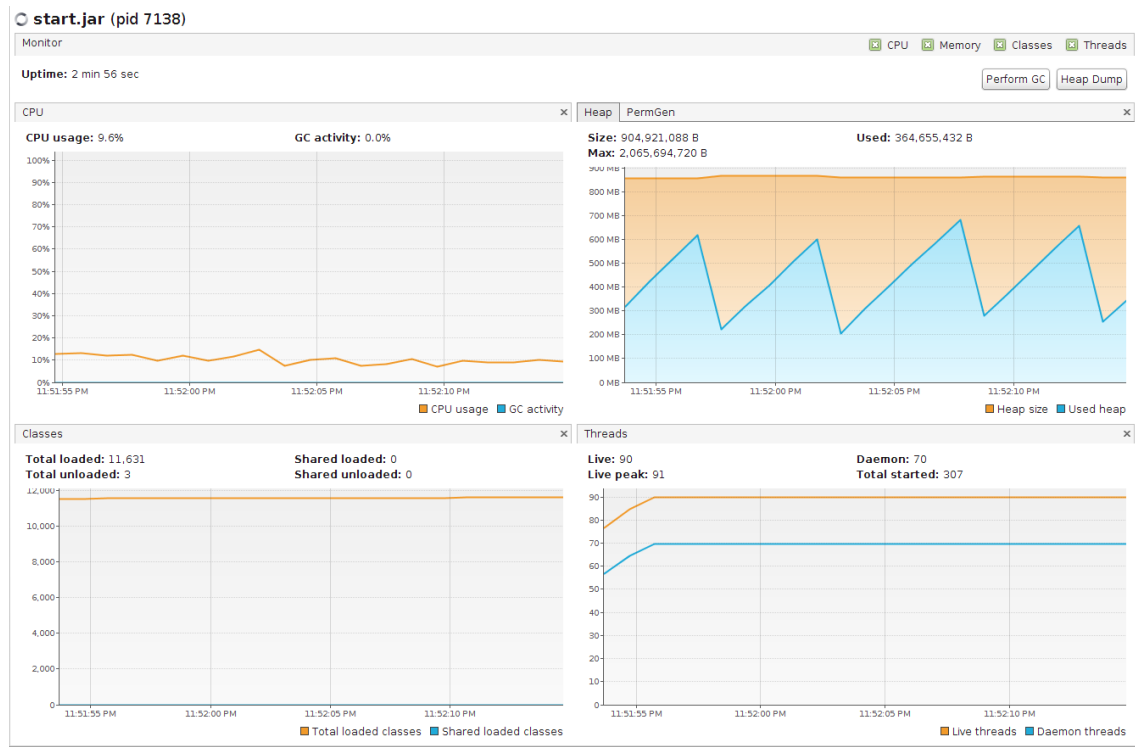 start.jar (pid 7138)
Monitor
CPU Memory Classes Threads
Uptime: 2 min 56 sec
Perform GC Heap Dump
CPU
CPU usage: 9.6% GC activity: 0.0%
100%
90%
80%
70%
60%
50%
40%
30%
20%
10%
0%
11:51:55 PM 11:52:00 PM 11:52:05 PM 11:52:10 PM
CPU usage GC activity
Heap PermGen
Size: 904,921,088 B Used: 364,655,432 B
Max: 2,065,694,720 B
900 MB
800 MB
700 MB
600 MB
500 MB
400 MB
300 MB
200 MB
100 MB
0 MB
11:51:55 PM 11:52:00 PM 11:52:05 PM 11:52:10 PM
Heap size Used heap
Classes
Total loaded: 11,631 Shared loaded: 0
Total unloaded: 3 Shared unloaded: 0
12,000
10,000
8,000
6,000
4,000
2,000
0
11:51:55 PM 11:52:00 PM 11:52:05 PM 11:52:10 PM
Total loaded classes Shared loaded classes
Threads
Live: 90 Daemon: 70
Live peak: 91 Total started: 307
90
80
70
60
50
40
30
20
10
0
11:51:55 PM 11:52:00 PM 11:52:05 PM 11:52:10 PM
Live threads Daemon threads